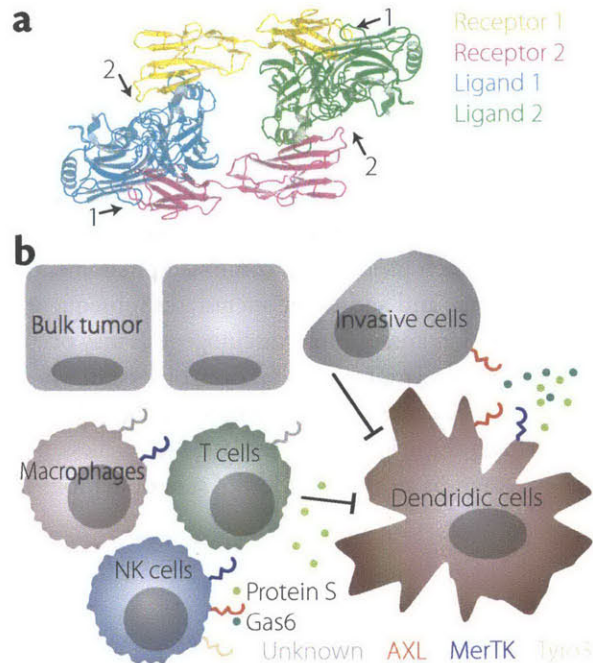 a
1
2
Receptor 1
Receptor 2
Ligand 1
Ligand 2
2
1
b
Bulk tumor
Invasive cells
Macrophages
T cells
Dendridic cells
NK cells
Protein S
Gas6
Unknown AXL MerTK Tyro3